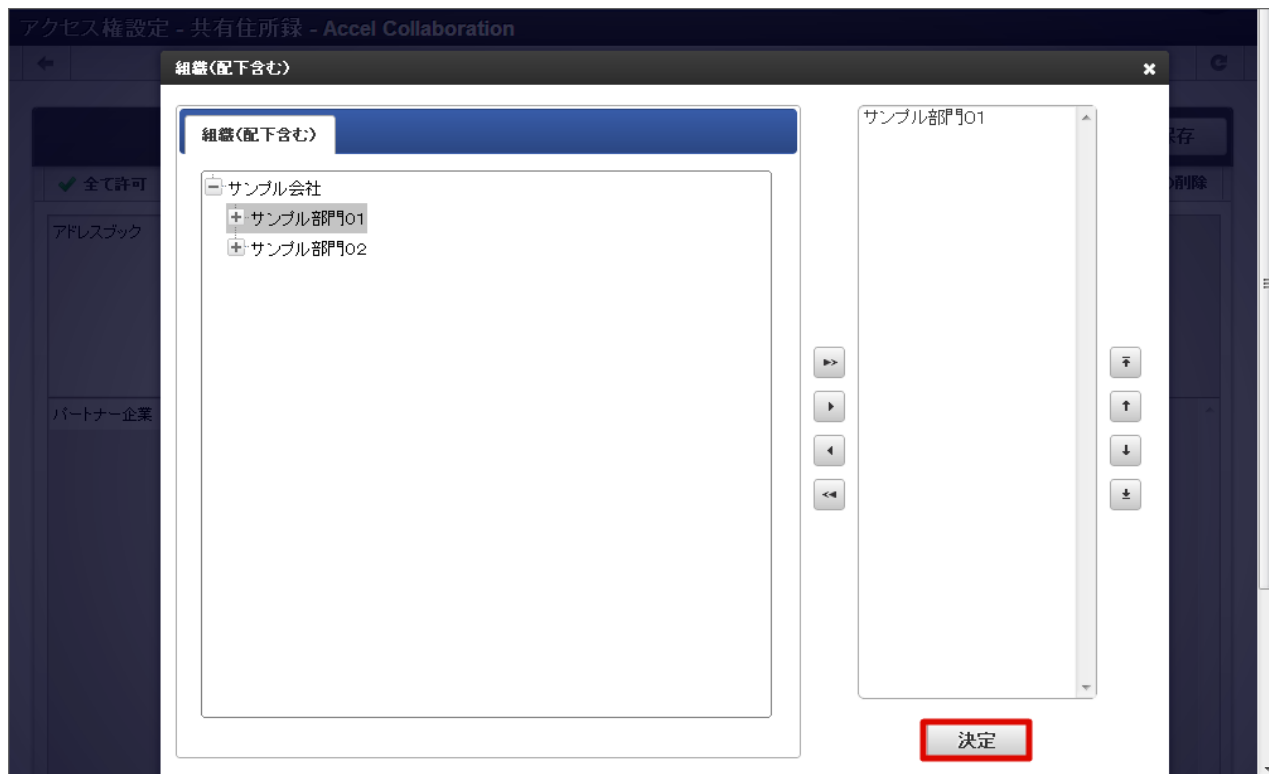 アクセス権設定 - 共有住所録 - Accel Collaboration
組織(配下含む)
組織(配下含む)
サンプル部門01
保存
全て許可
の削除
サンプル会社
サンプル部門01
サンプル部門02
アドレスブック
パートナー企業
決定